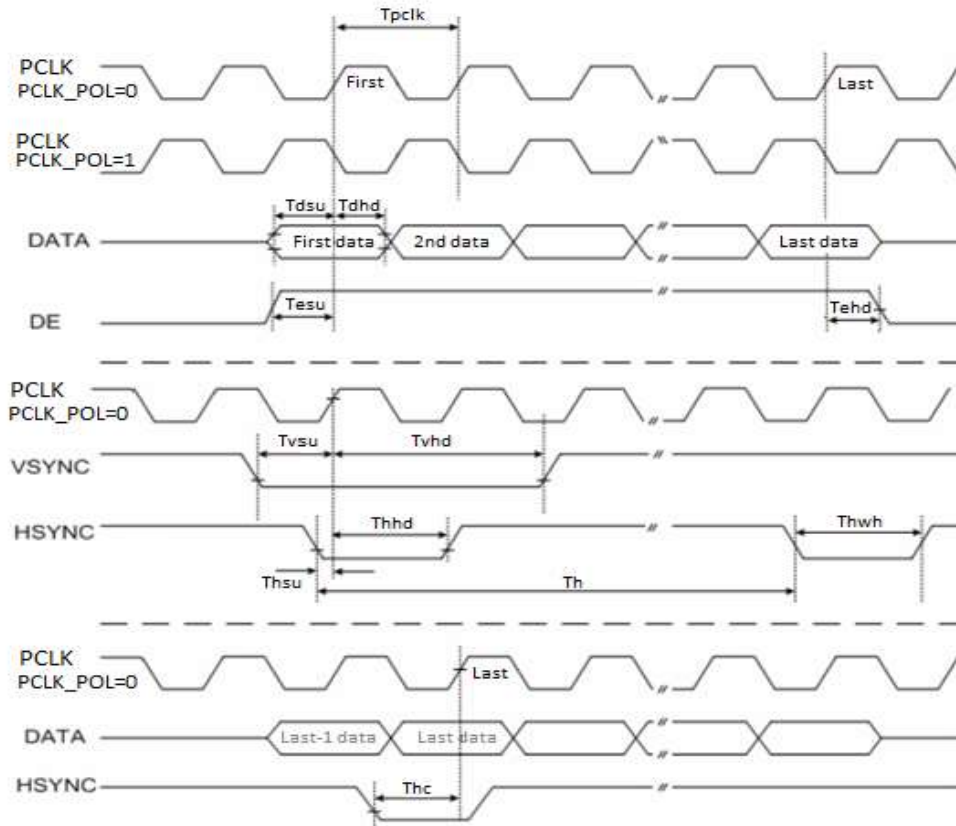 Tpclk
PCLK
PCLK_POL=0
First
Last
PCLK
PCLK_POL=1
Tdsu
Tdhd
DATA
First data
2nd data
Last data
DE
Tesu
Tehd
PCLK
PCLK_POL=0
Tvsu
Tvhd
VSYNC
HSYNC
Thhd
Thwh
Thsu
Th
PCLK
PCLK_POL=0
Last
DATA
Last-1 data
Last data
HSYNC
Thc